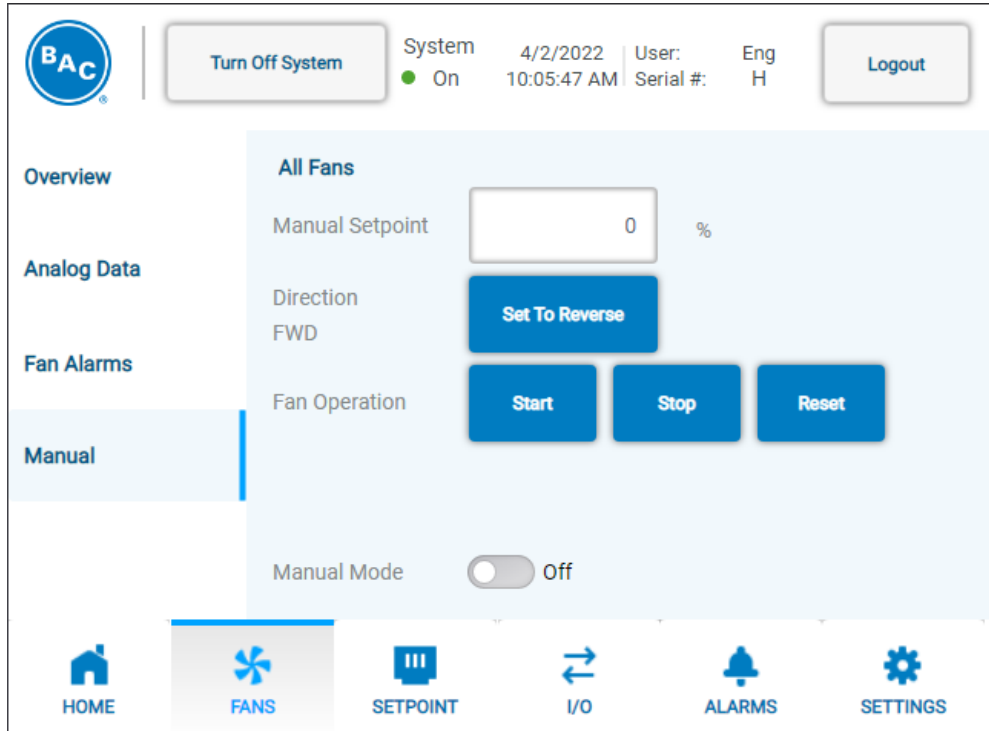 BAC
®
Turn Off System
System
On
4/2/2022
10:05:47 AM
User: Eng
Serial #: H
Logout
Overview
Analog Data
Fan Alarms
Manual
All Fans
Manual Setpoint 0 %
Direction
FWD
Set To Reverse
Fan Operation Start Stop Reset
Manual Mode Off
HOME FANS SETPOINT I/O ALARMS SETTINGS